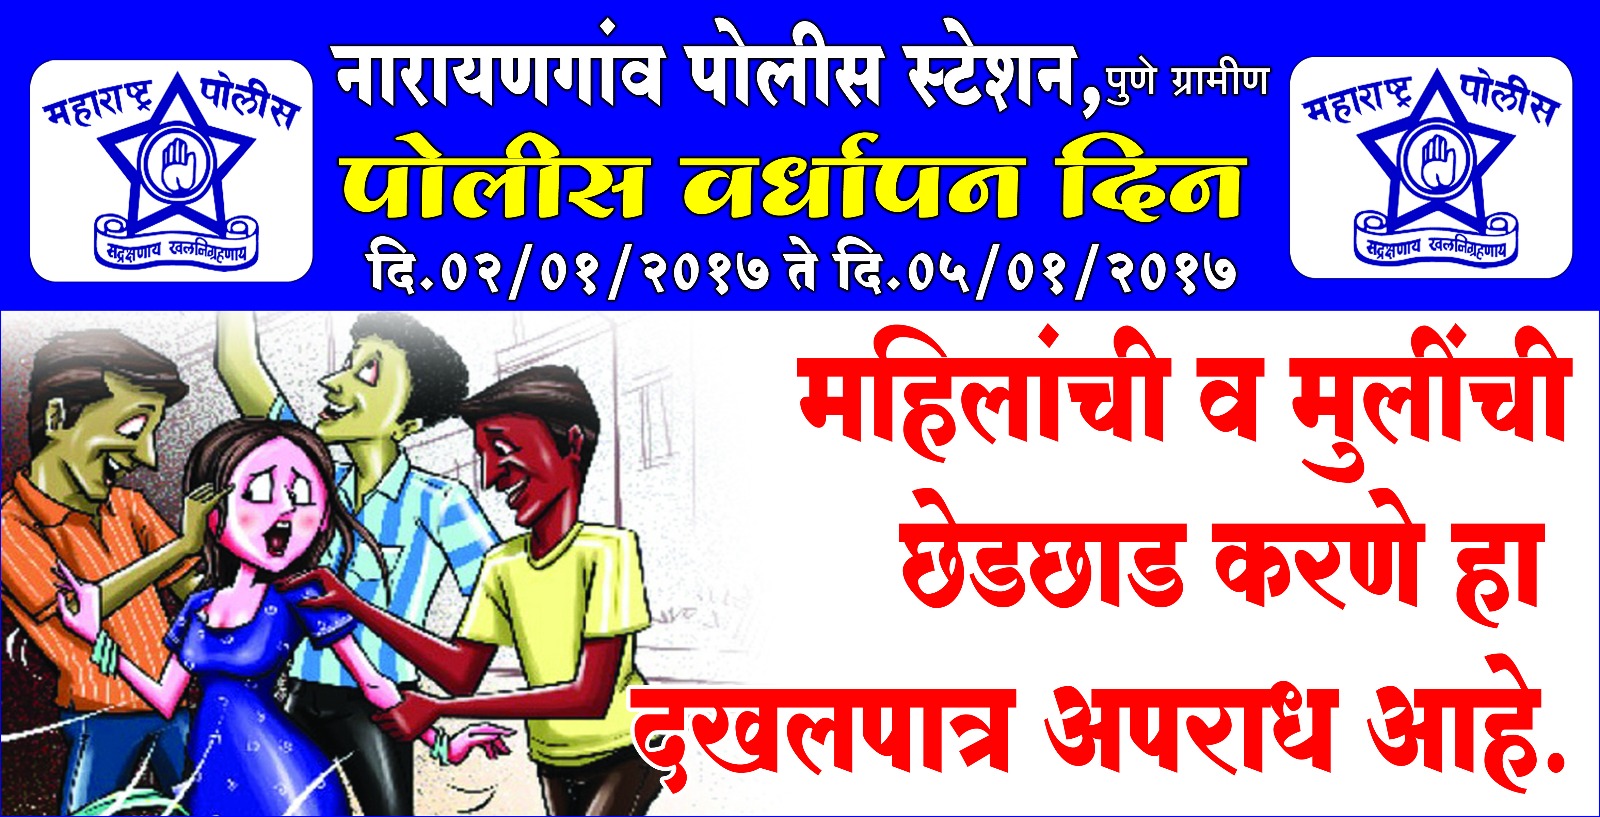 महाराष्ट्र पोलीस
सद्रक्षणाय खलनिग्रहणाय
नारायणगांव पोलीस स्टेशन, पुणे ग्रामीण
पोलीस वर्धापन दिन
दि.०२/०१/२०१७ ते दि.०५/०१/२०१७
महाराष्ट्र पोलीस
सद्रक्षणाय खलनिग्रहणाय
महिलांची व मुलींची
छेडछाड करणे हा
दखलपात्र अपराध आहे.